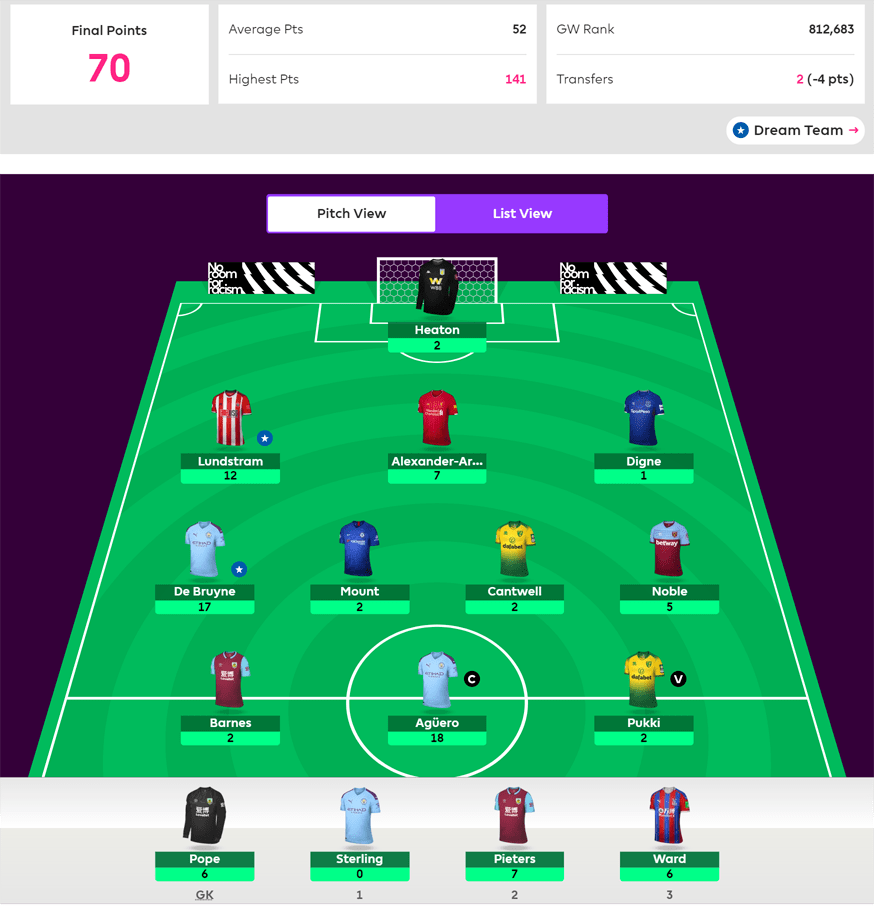 Final Points
70
Average Pts 52
Highest Pts 141
GW Rank 812,683
Transfers 2 (-4 pts)
Dream Team →
Pitch View
List View
No room for racism
No room for racism
Heaton
2
Lundstram
12
Alexander-Ar...
7
Digne
1
De Bruyne
17
Mount
2
Cantwell
2
Noble
5
betway
dafabet
Barnes
2
C
Agüero
18
V
Pukki
2
dafabet
Pope
6
GK
Sterling
0
1
Pieters
7
2
Ward
6
3